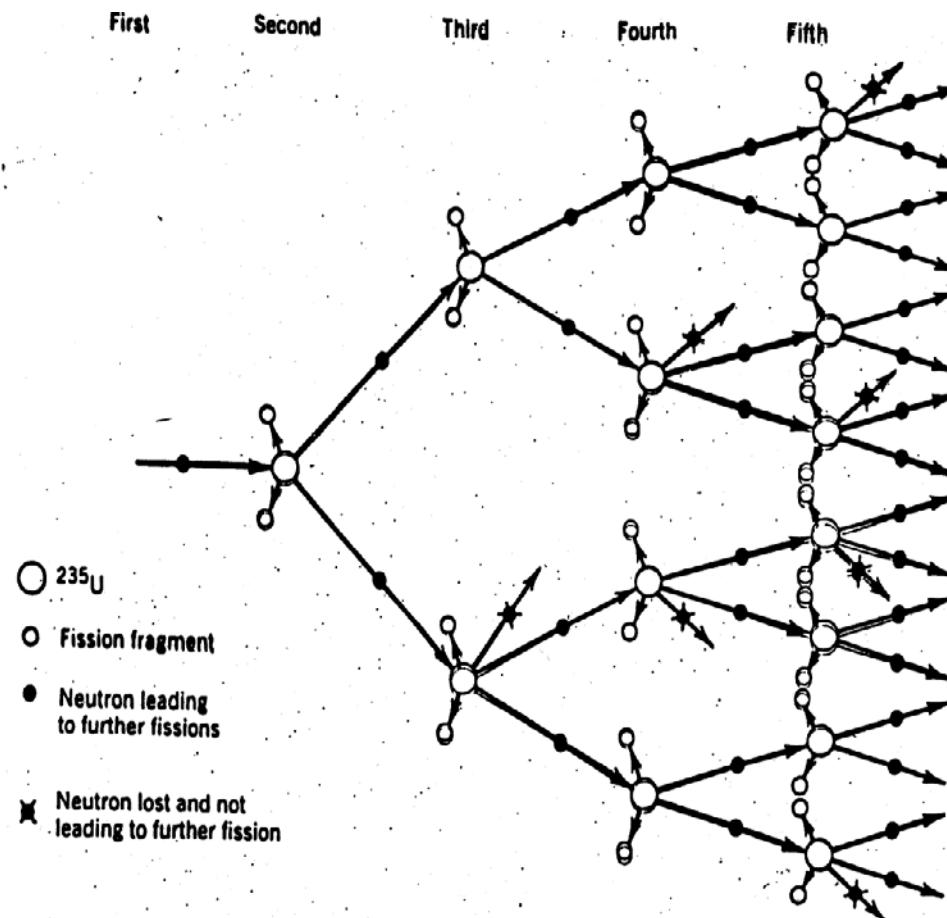 First Second Third Fourth Fifth
235U
Fission fragment
Neutron leading
to further fissions
Neutron lost and not
leading to further fission